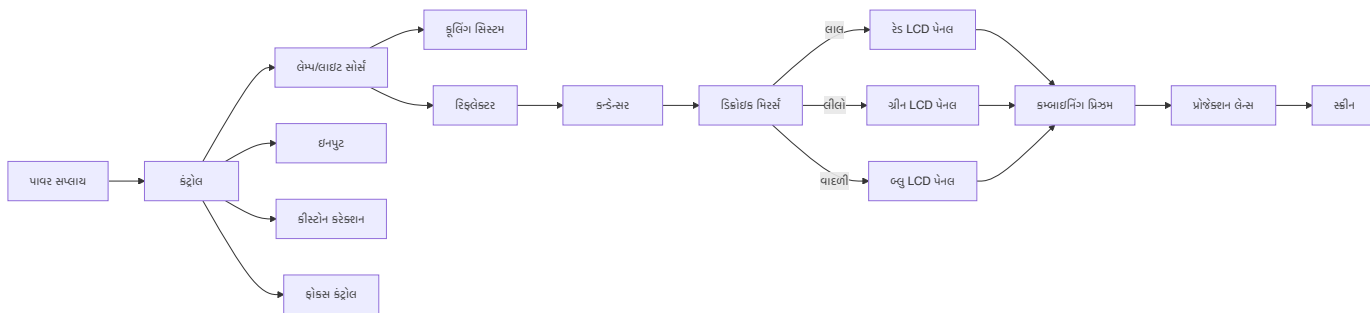 પાવર સપ્લાય
કંટ્રોલ
લેમ્પ/લાઇટ સોર્સ
ઇનપુટ
કીસ્ટોન કરેક્શન
ફોકસ કંટ્રોલ
કૂલિંગ સિસ્ટમ
રિફ્લેક્ટર
કન્ડેન્સર
ડિક્રોઇક મિરર્સ
લાલ
લીલો
વાદળી
રેડ LCD પેનલ
ગ્રીન LCD પેનલ
બ્લુ LCD પેનલ
કમ્બાઇનિંગ પ્રિઝમ
પ્રોજેક્શન લેન્સ
સ્ક્રીન